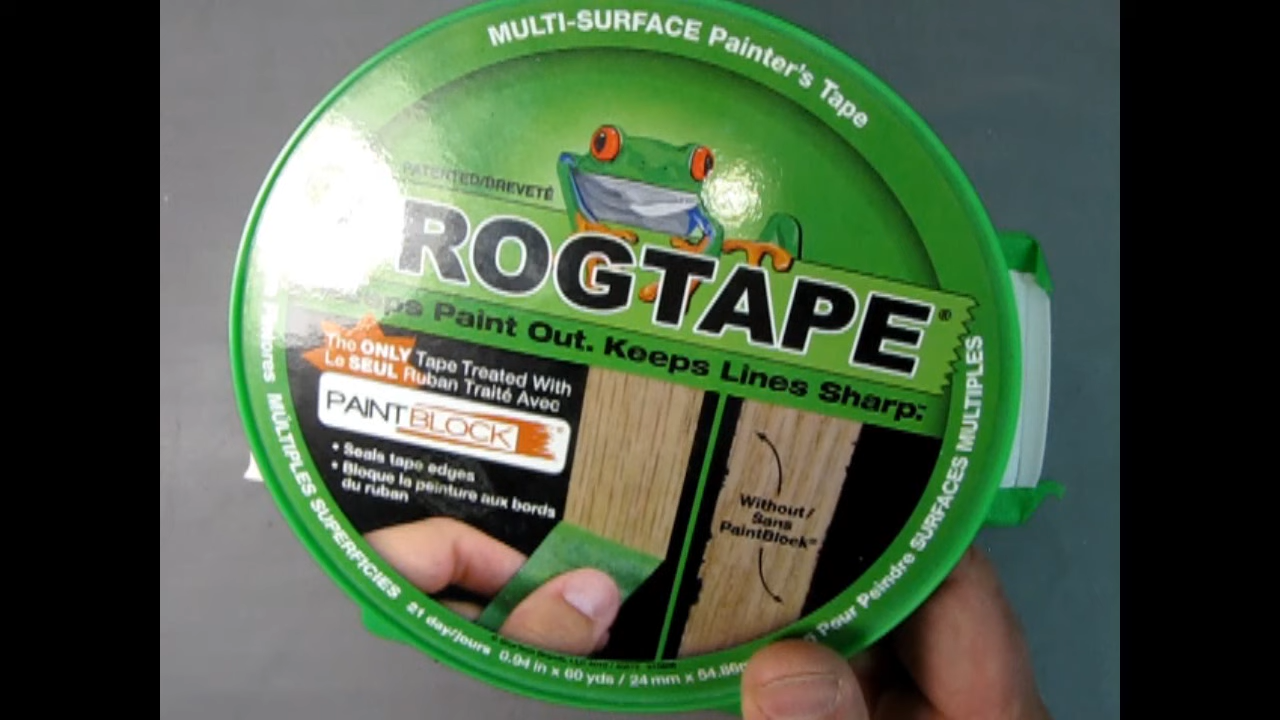 MULTI-SURFACE Painter's Tape
PATENTED/BREVETÉ
ROGTAPE®
ps Paint Out. Keeps Lines Sharp.
The ONLY Tape Treated With
Le SEUL Ruban Traité Avec
PAINTBLOCK
• Seals tape edges
• Bloque la peinture aux bords
du ruban
Without/
Sans
PaintBlock
MÚLTIPLES SUPERFICIES
21 day/jours
0.94 in x 60 yds / 24 mm x 54.86
Pour Peindre SURFACES MULTIPLES